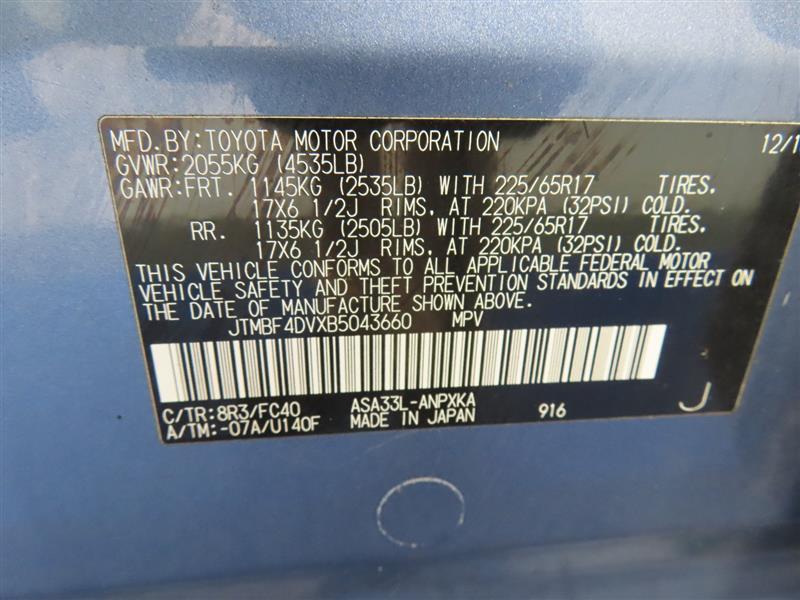 MFD.BY:TOYOTA MOTOR CORPORATION 12/1
GVWR:2055KG (4535LB)
GAWR:FRT. 1145KG (2535LB) WITH 225/65R17 TIRES.
17X6 1/2J RIMS, AT 220KPA (32PSI) COLD.
RR. 1135KG (2505LB) WITH 225/65R17 TIRES.
17X6 1/2J RIMS, AT 220KPA (32PSI) COLD.
THIS VEHICLE CONFORMS TO ALL APPLICABLE FEDERAL MOTOR
VEHICLE SAFETY AND THEFT PREVENTION STANDARDS IN EFFECT ON
THE DATE OF MANUFACTURE SHOWN ABOVE.
JTMBF4DVXB5043660 MPV
C/TR:8R3/FC40 ASA33L-ANPXKA
A/TM:-07A/U140F MADE IN JAPAN 916 J